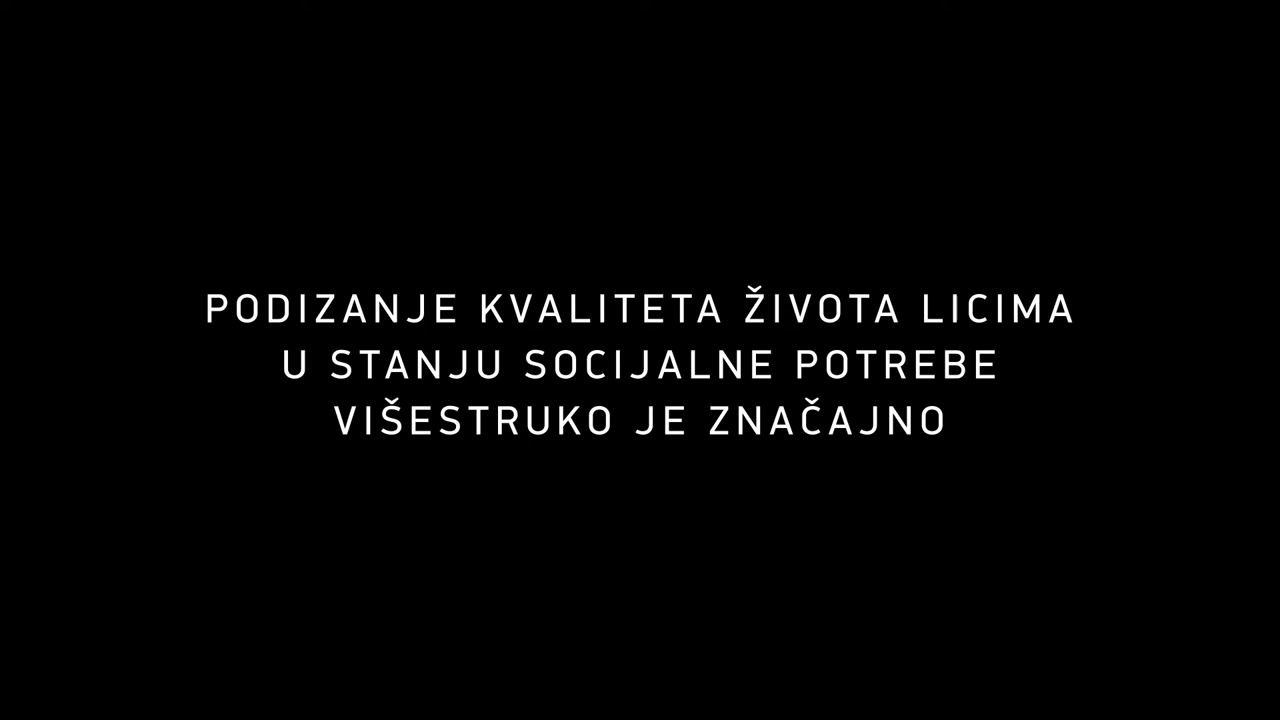 PODIZANJE KVALITETA ŽIVOTA LICIMA
U STANJU SOCIJALNE POTREBE
VIŠESTRUKO JE ZNAČAJNO